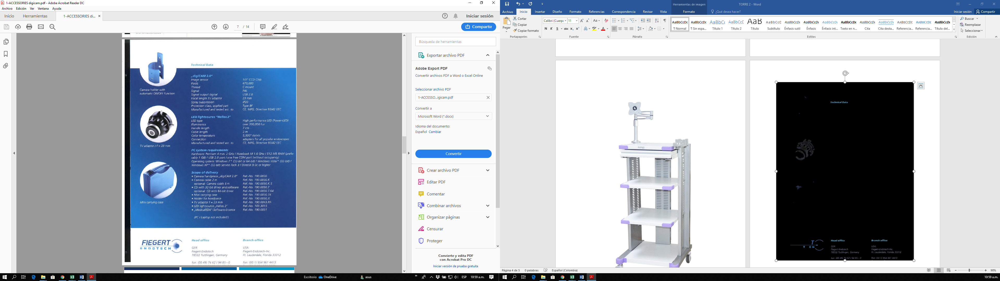 1-ACCESSORIES digicam.pdf - Adobe Acrobat Reader DC
Archivo Edición Ver Ventana Ayuda
Inicio Herramientas 1-ACCESSORIES di... Iniciar sesión
7 / 14 Compartir
Technical Data
Camera holder with
automatic ON/OFF function
TV adapter / f = 23 mm
Mini carrying case
„digiCAM 2.0"
Image sensor 1/3" CCD-Chip
Pixels 470,000
Thread C mount
Signal PAL
Signal output digital USB 2.0
Focal length TV adapter 23 mm
Spray suppression IP20
Protection class, applied part Type BF
Manufactured and tested acc. to CE, MPG, Directive 93/42 EEC
LED lightsource "Helios 2"
LED type High performance LED (Power-LED)
Illuminance over 300,000 lux
Handle length 7 cm
Cable length 2 m
Color temperature 5,500° Kelvin
Connection adapters for all popular endoscopes
Manufactured and tested acc. to CE, MPG, Directive 93/42 EEC
PC system requirements
Hardware: Pentium 4 min. 2 GHz / Notebook M 1.6 GHz / 512 MB RAM (prefe-
rably 1 GB) / USB 2.0 port / one free COM port (without occupancy)
Operating system: Windows 7® (32-bit or 64-bit) / Windows Vista® (32-bit) /
Windows XP® (32-bit) Service Pack 3 / DirectX 9.0c or higher
Scope of delivery
• Camera handpiece „digiCAM 2.0" Ref.-No. 190.0030
• Camera cable 2 m Ref.-No. 190.0030.K
optional: Camera cable 5 m Ref.-No. 190.0030.K.5
• CD with 32-bit driver and software Ref.-No. 190.0030.T
optional: CD with 64-bit driver Ref.-No. 190.0030.T.64
• Mini carrying case Ref.-No. 190.0030.TK
• Holder for handpiece Ref.-No. 190.0030.X
• TV adapter f = 23 mm Ref.-No. 190.0043.PA
• LED lightsource „Helios 2" Ref.-No. 103.3015
• „MedicalEDA"-Software-Licence Ref.-No. 190.0031
(PC / Laptop not included!)
FIEGERT
ENDOTECH
Head office Branch office
GER: USA:
Fiegert-Endotech Fiegert-Endotech-Inc.
78532 Tuttlingen, Germany Ft. Lauderdale, Florida 33312
fon: (00 49) 74 62 / 94 85 - 0 fon: (00 1) 954 961 4473
Búsqueda de herramientas
Exportar archivo PDF
Adobe Export PDF
Convertir archivos PDF a Word o Excel Online
Seleccionar archivo PDF
1-ACCESSO...igicam.pdf
Convertir a
Microsoft Word (*.docx)
Idioma del documento:
Español Cambiar
Convertir
Crear archivo PDF
Editar PDF
Comentar
Combinar archivos
Organizar páginas
Censurar
Proteger
Convierte y edita PDF
con Acrobat Pro DC
Iniciar versión de prueba gratuita
Escritorio OneDrive asus ESP 10:59 a.m.
Herramientas de imagen TORRE 2 - Word
Archivo Inicio Insertar Diseño Formato Referencias Correspondencia Revisar Vista Formato ¿Qué desea hacer? Iniciar sesión Compartir
Pegar
Cortar
Copiar
Copiar formato
Portapapeles
Calibri (Cuerpo 11
N K S abc x₂ x²
Fuente
Párrafo
AaBbCcDc AaBbCcDc AaBbCc AaBbCcC AaB AaBbCcC AaBbCcDc AaBbCcDc AaBbCcDc AaBbCcDc AaBbCcDc AaBbCcDc AaBbCcDc AaBbCcDc AaBbCcDc
¶ Normal ¶ Sin espa... Título 1 Título 2 Título Subtítulo Énfasis sutil Énfasis Énfasis int... Texto en n... Cita Cita desta... Referencia... Referencia... Título del...
Estilos
Buscar
Reemplazar
Seleccionar
Edición
Technical Data
Head office Branch office
GER: USA:
Fiegert-Endotech Fiegert-Endotech-Inc.
78532 Tuttlingen, Germany Ft. Lauderdale, Florida 33312
fon: (00 49) 74 62 / 94 85 - 0 fon: (00 1) 954 961 4473
Página 4 de 5 0 palabras Español (Colombia) 90%
10:59 a.m.